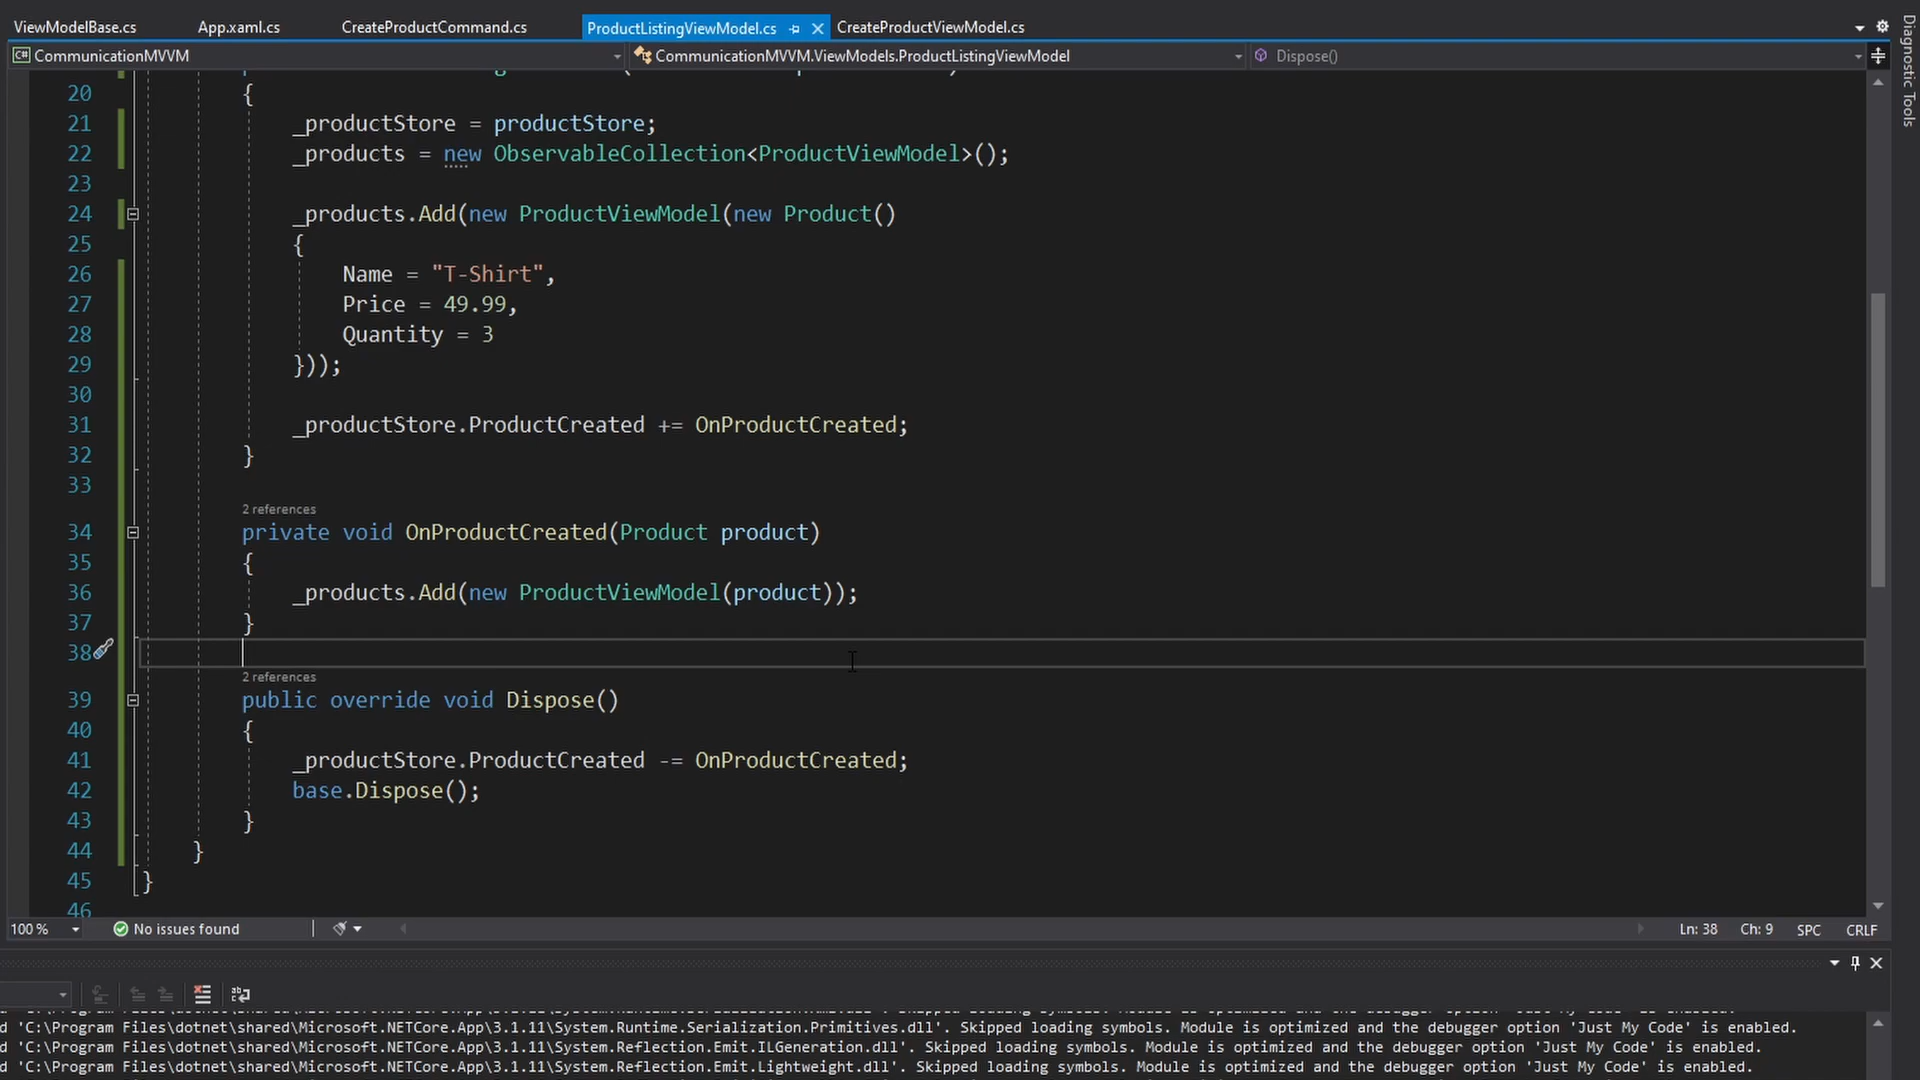 ViewModelBase.cs App.xaml.cs CreateProductCommand.cs ProductListingViewModel.cs CreateProductViewModel.cs
Diagnostic Tools
C# CommunicationMVVM CommunicationMVVM.ViewModels.ProductListingViewModel Dispose()
20 {
21 _productStore = productStore;
22 _products = new ObservableCollection<ProductViewModel>();
23
24 _products.Add(new ProductViewModel(new Product()
25 {
26 Name = "T-Shirt",
27 Price = 49.99,
28 Quantity = 3
29 }));
30
31 _productStore.ProductCreated += OnProductCreated;
32 }
33
2 references
34 private void OnProductCreated(Product product)
35 {
36 _products.Add(new ProductViewModel(product));
37 }
38
2 references
39 public override void Dispose()
40 {
41 _productStore.ProductCreated -= OnProductCreated;
42 base.Dispose();
43 }
44 }
45 }
46
100 % No issues found Ln: 38 Ch: 9 SPC CRLF
d 'C:\Program Files\dotnet\shared\Microsoft.NETCore.App\3.1.11\System.Runtime.Serialization.Primitives.dll'. Skipped loading symbols. Module is optimized and the debugger option 'Just My Code' is enabled.
d 'C:\Program Files\dotnet\shared\Microsoft.NETCore.App\3.1.11\System.Reflection.Emit.ILGeneration.dll'. Skipped loading symbols. Module is optimized and the debugger option 'Just My Code' is enabled.
d 'C:\Program Files\dotnet\shared\Microsoft.NETCore.App\3.1.11\System.Reflection.Emit.Lightweight.dll'. Skipped loading symbols. Module is optimized and the debugger option 'Just My Code' is enabled.